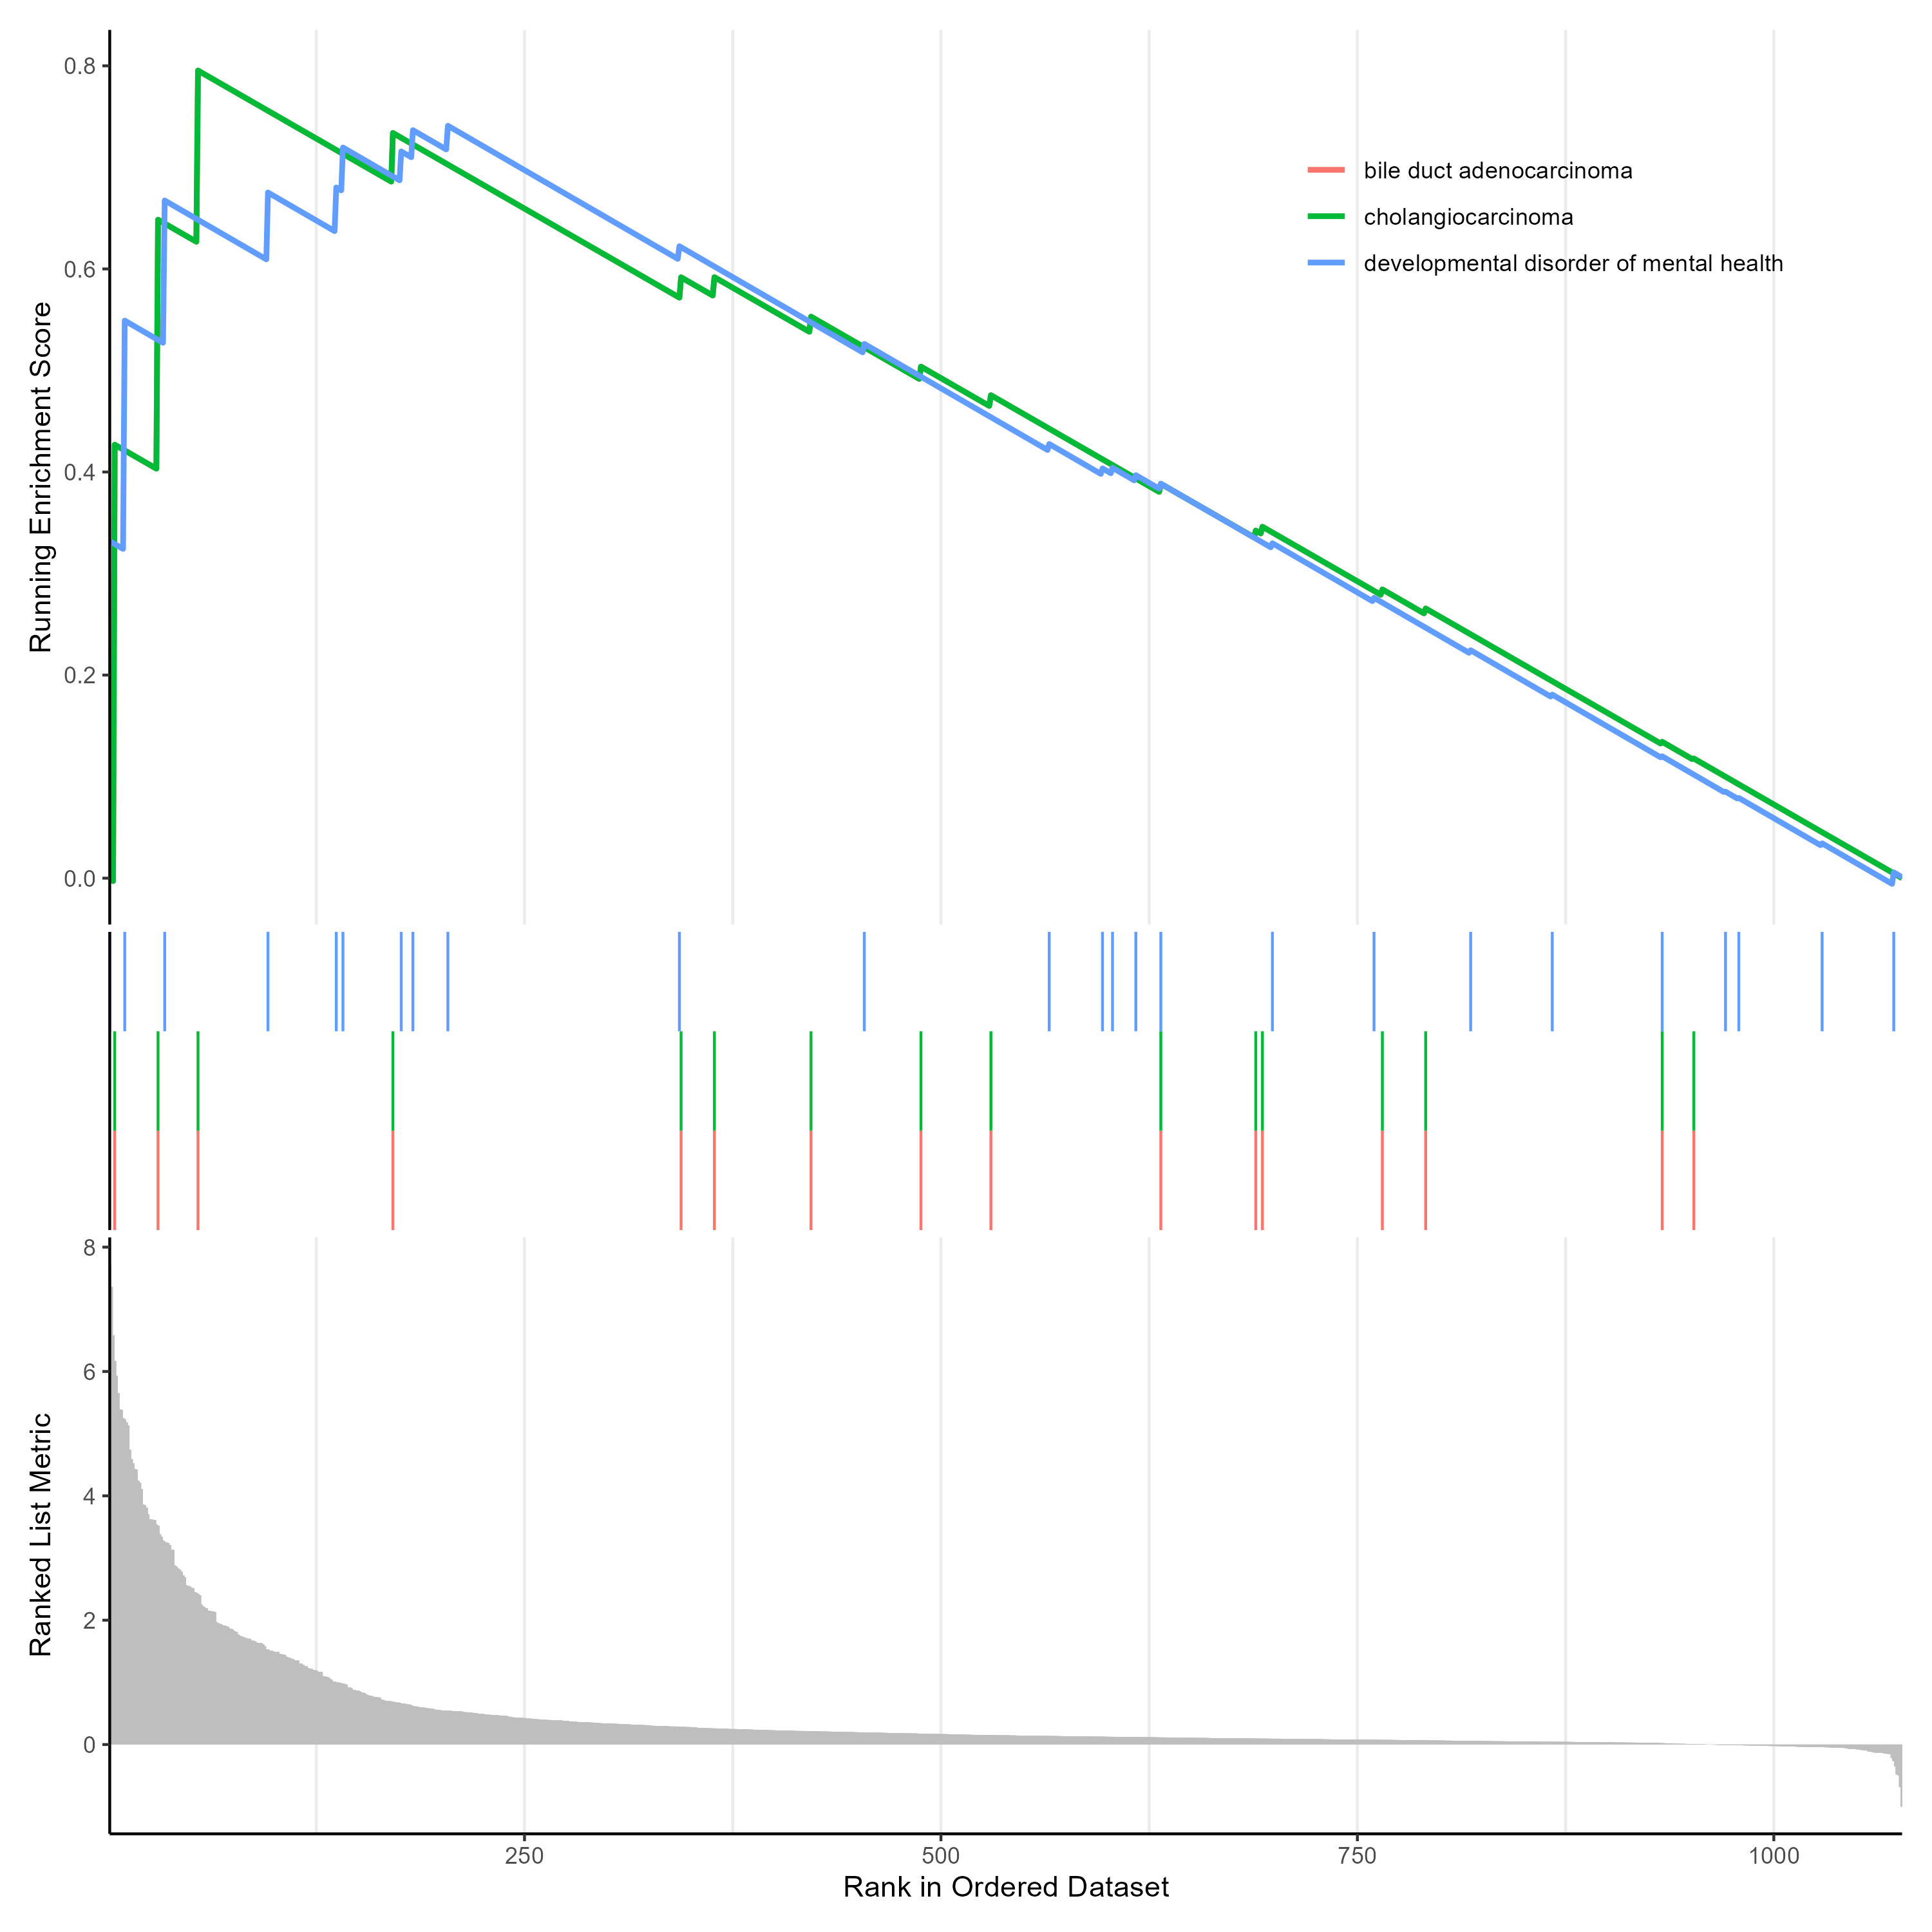 Running Enrichment Score
0.8
0.6
0.4
0.2
0.0
bile duct adenocarcinoma
cholangiocarcinoma
developmental disorder of mental health
Ranked List Metric
8
6
4
2
0
250 500 750 1000
Rank in Ordered Dataset